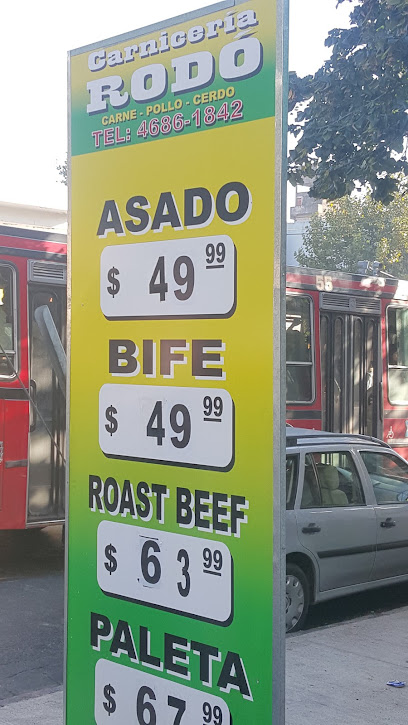 Carnicería
RODÓ
CARNE - POLLO - CERDO
TEL: 4686-1842
ASADO
$ 49 99
BIFE
$ 49 99
ROAST BEEF
$ 63 99
PALETA
$ 67 99
55